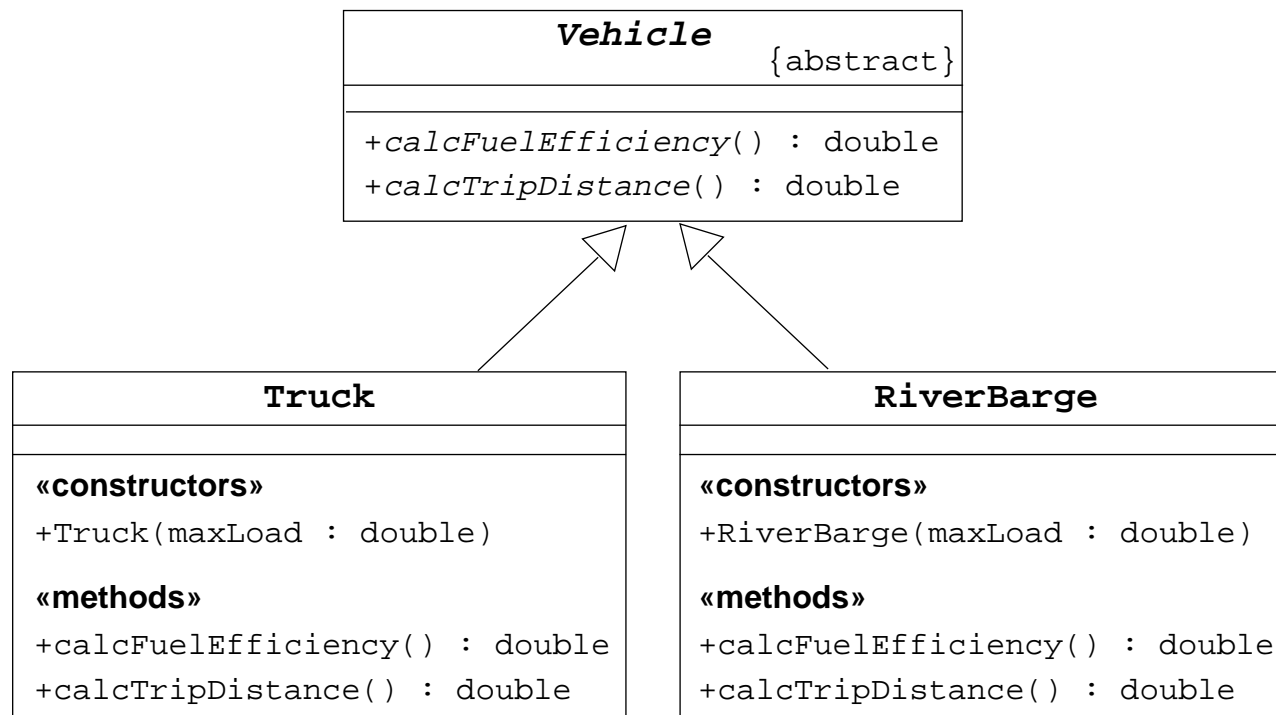 Vehicle
{abstract}
+calcFuelEfficiency() : double
+calcTripDistance() : double
Truck
«constructors»
+Truck(maxLoad : double)
«methods»
+calcFuelEfficiency() : double
+calcTripDistance() : double
RiverBarge
«constructors»
+RiverBarge(maxLoad : double)
«methods»
+calcFuelEfficiency() : double
+calcTripDistance() : double